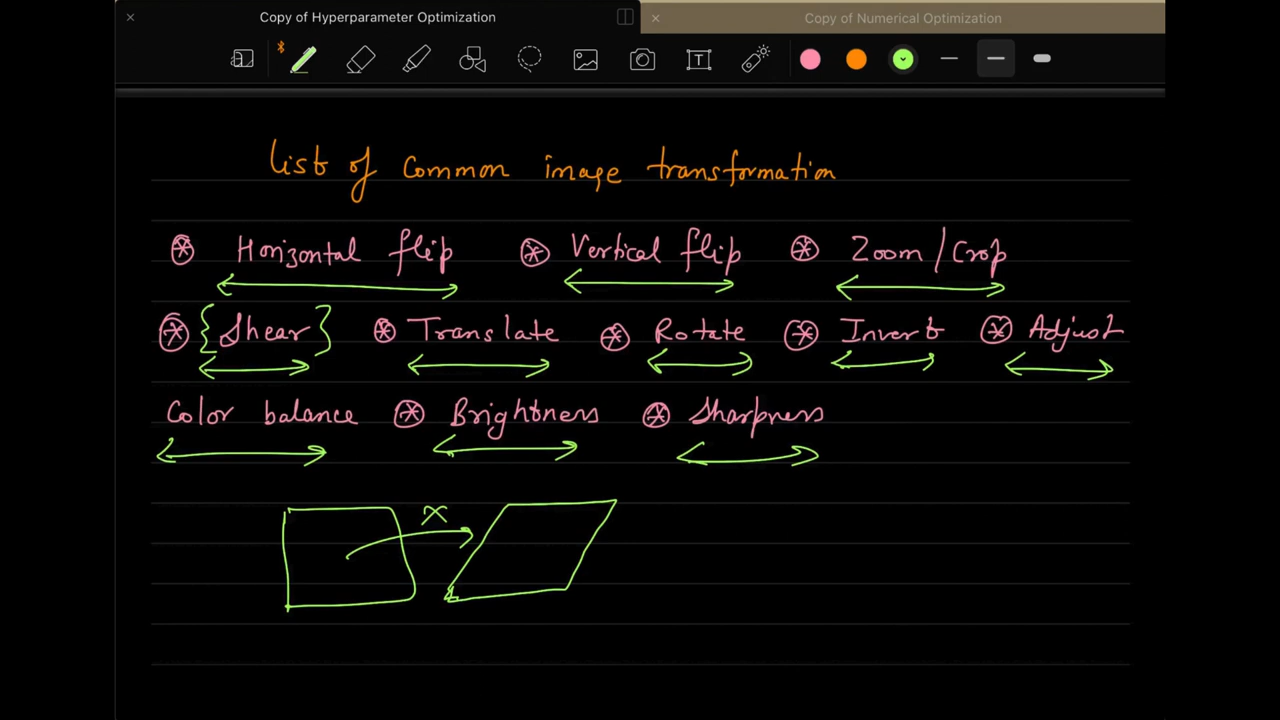 Copy of Hyperparameter Optimization
Copy of Numerical Optimization
T
List of Common image transformation
* Horizontal flip * Vertical flip * Zoom / Crop
* {Shear} * Translate * Rotate * Invert * Adjust
Color balance * Brightness * Sharpness
x